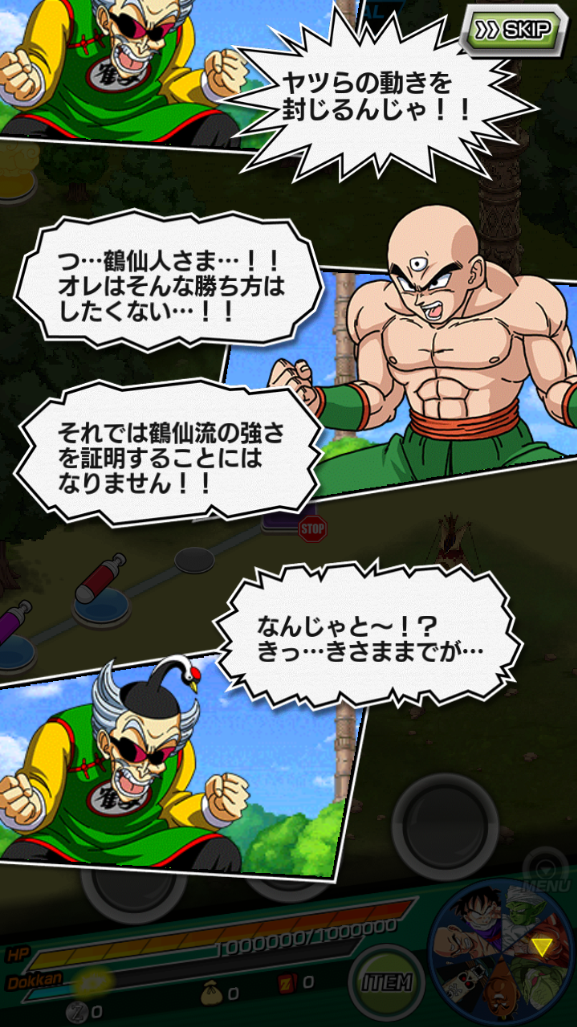 SKIP
ヤツらの動きを
封じるんじゃ！！
つ…鶴仙人さま…！！
オレはそんな勝ち方は
したくない…！！
それでは鶴仙流の強さ
を証明することには
なりません！！
STOP
なんじゃと～！？
きっ…きさままでが…
鶴
MENU
HP
1000000/1000000
Dokkan
ITEM
0
0
0